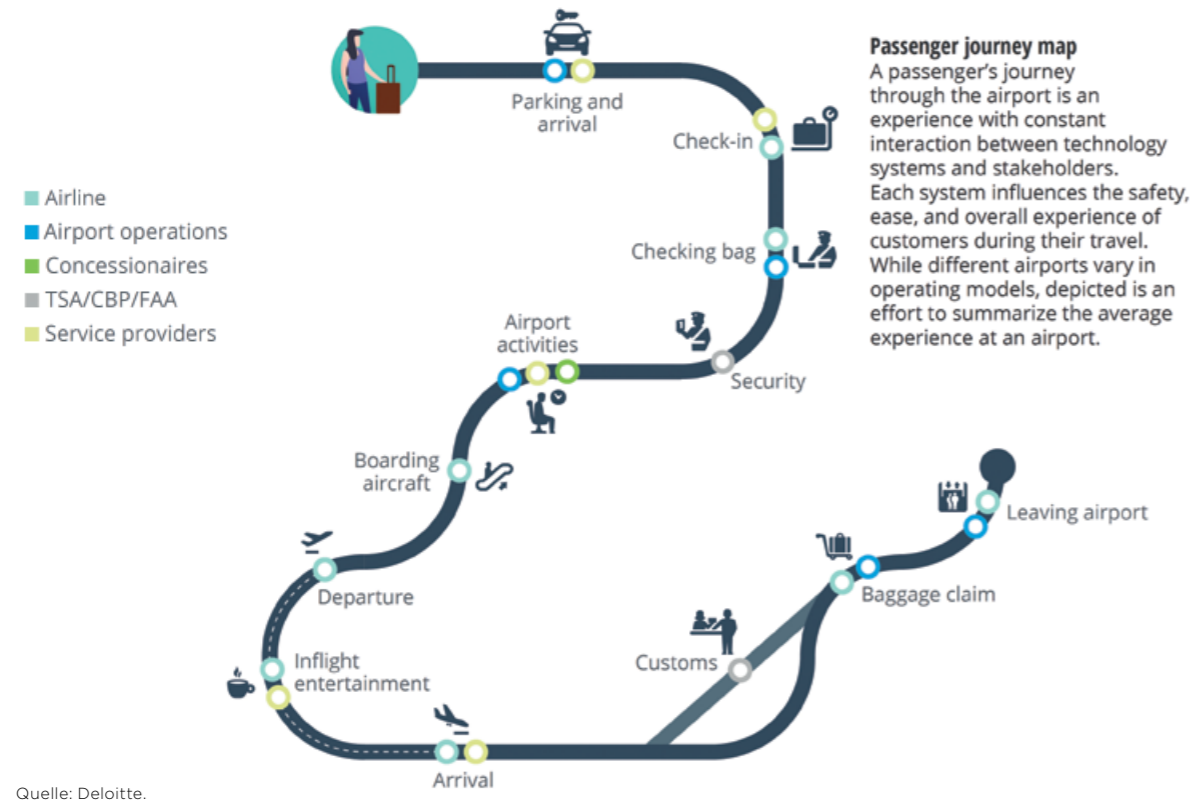 Passenger journey map
A passenger's journey
through the airport is an
experience with constant
interaction between technology
systems and stakeholders.
Each system influences the safety,
ease, and overall experience of
customers during their travel.
While different airports vary in
operating models, depicted is an
effort to summarize the average
experience at an airport.
Airline
Airport operations
Concessionaires
TSA/CBP/FAA
Service providers
Parking and
arrival
Check-in
Checking bag
Security
Airport
activities
Boarding
aircraft
Departure
Inflight
entertainment
Arrival
Customs
Baggage claim
Leaving airport
Quelle: Deloitte.